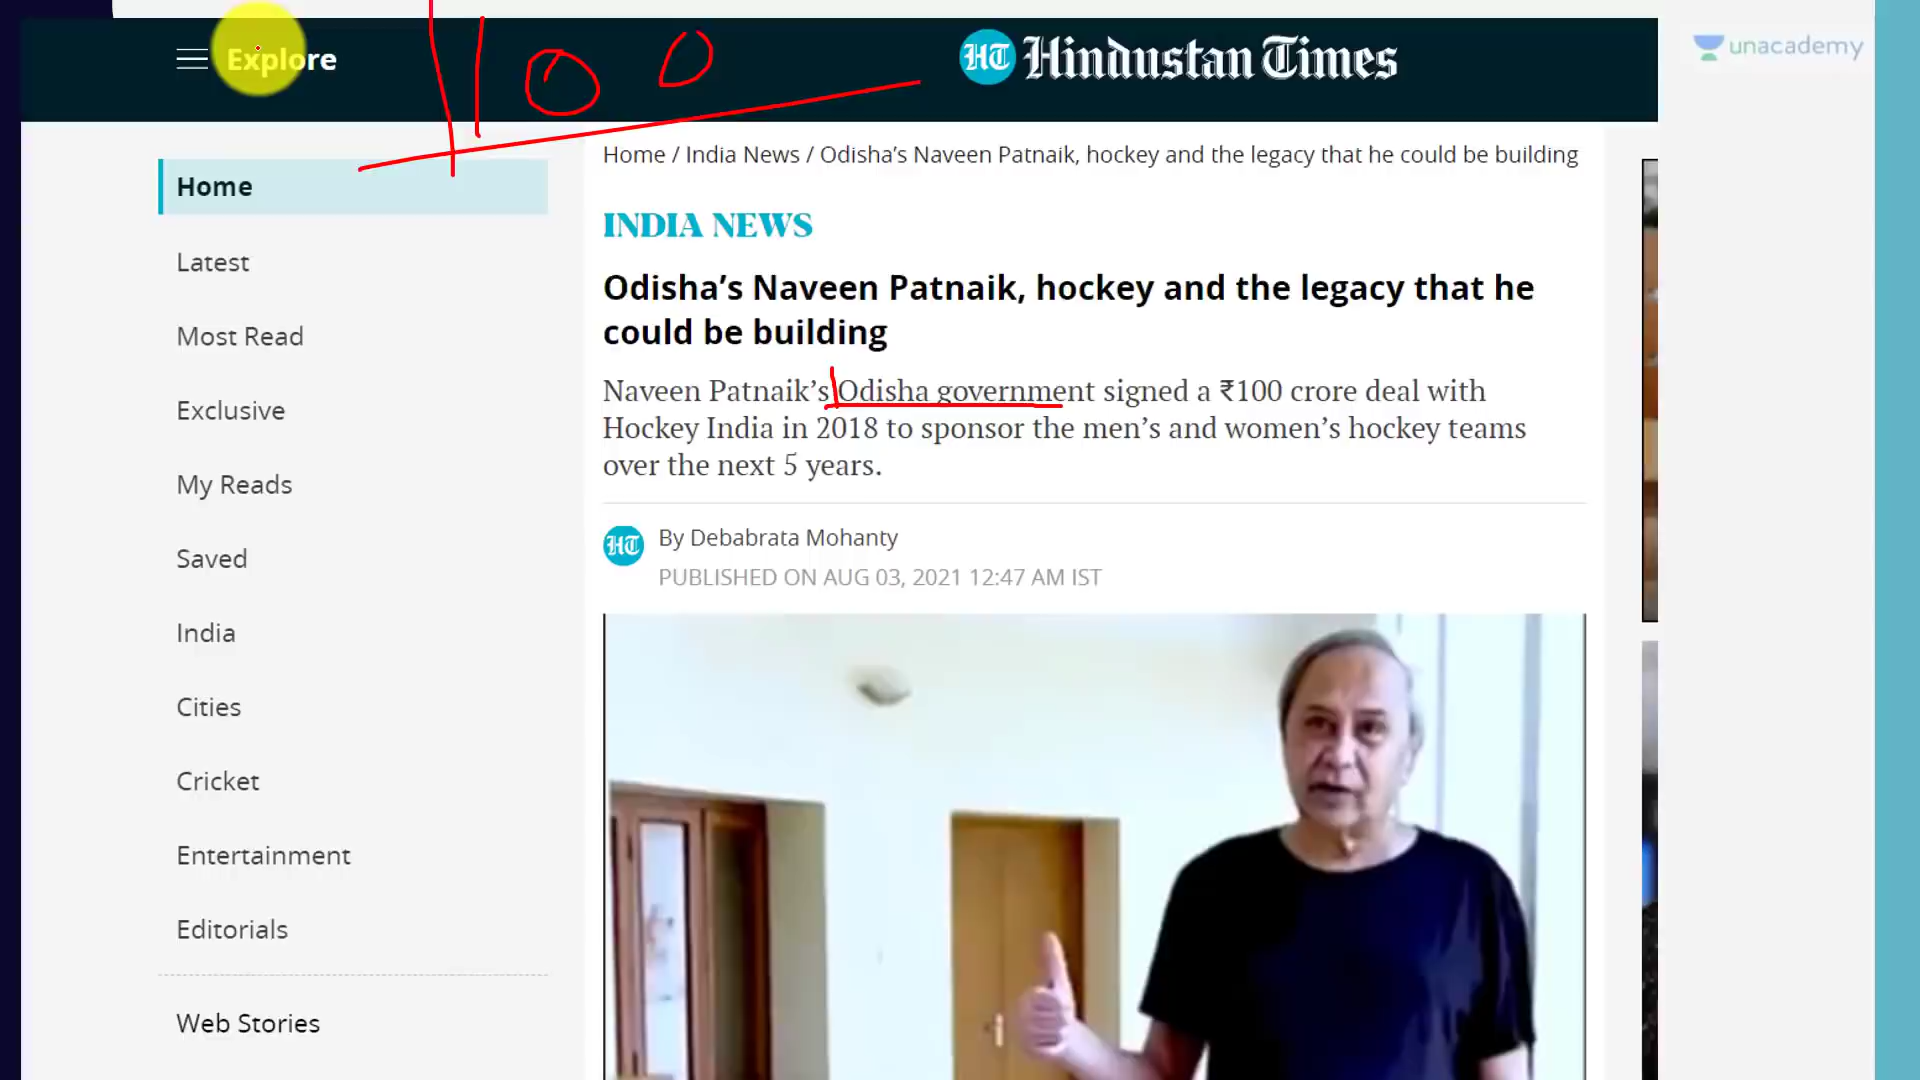 Explore
100
HT Hindustan Times
unacademy
Home / India News / Odisha’s Naveen Patnaik, hockey and the legacy that he could be building
Home
Latest
Most Read
Exclusive
My Reads
Saved
India
Cities
Cricket
Entertainment
Editorials
Web Stories
INDIA NEWS
Odisha’s Naveen Patnaik, hockey and the legacy that he
could be building
Naveen Patnaik’s Odisha government signed a ₹100 crore deal with
Hockey India in 2018 to sponsor the men’s and women’s hockey teams
over the next 5 years.
HT By Debabrata Mohanty
PUBLISHED ON AUG 03, 2021 12:47 AM IST